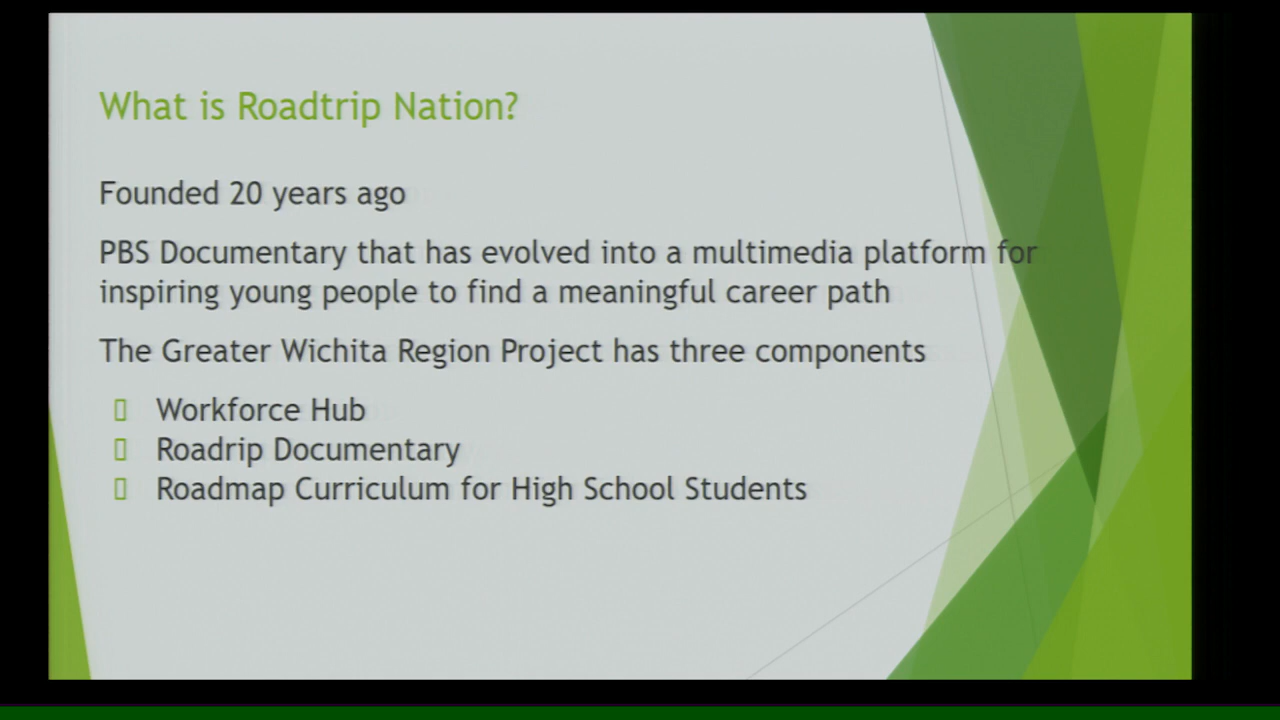 What is Roadtrip Nation?
Founded 20 years ago
PBS Documentary that has evolved into a multimedia platform for
inspiring young people to find a meaningful career path
The Greater Wichita Region Project has three components
Workforce Hub
Roadrip Documentary
Roadmap Curriculum for High School Students